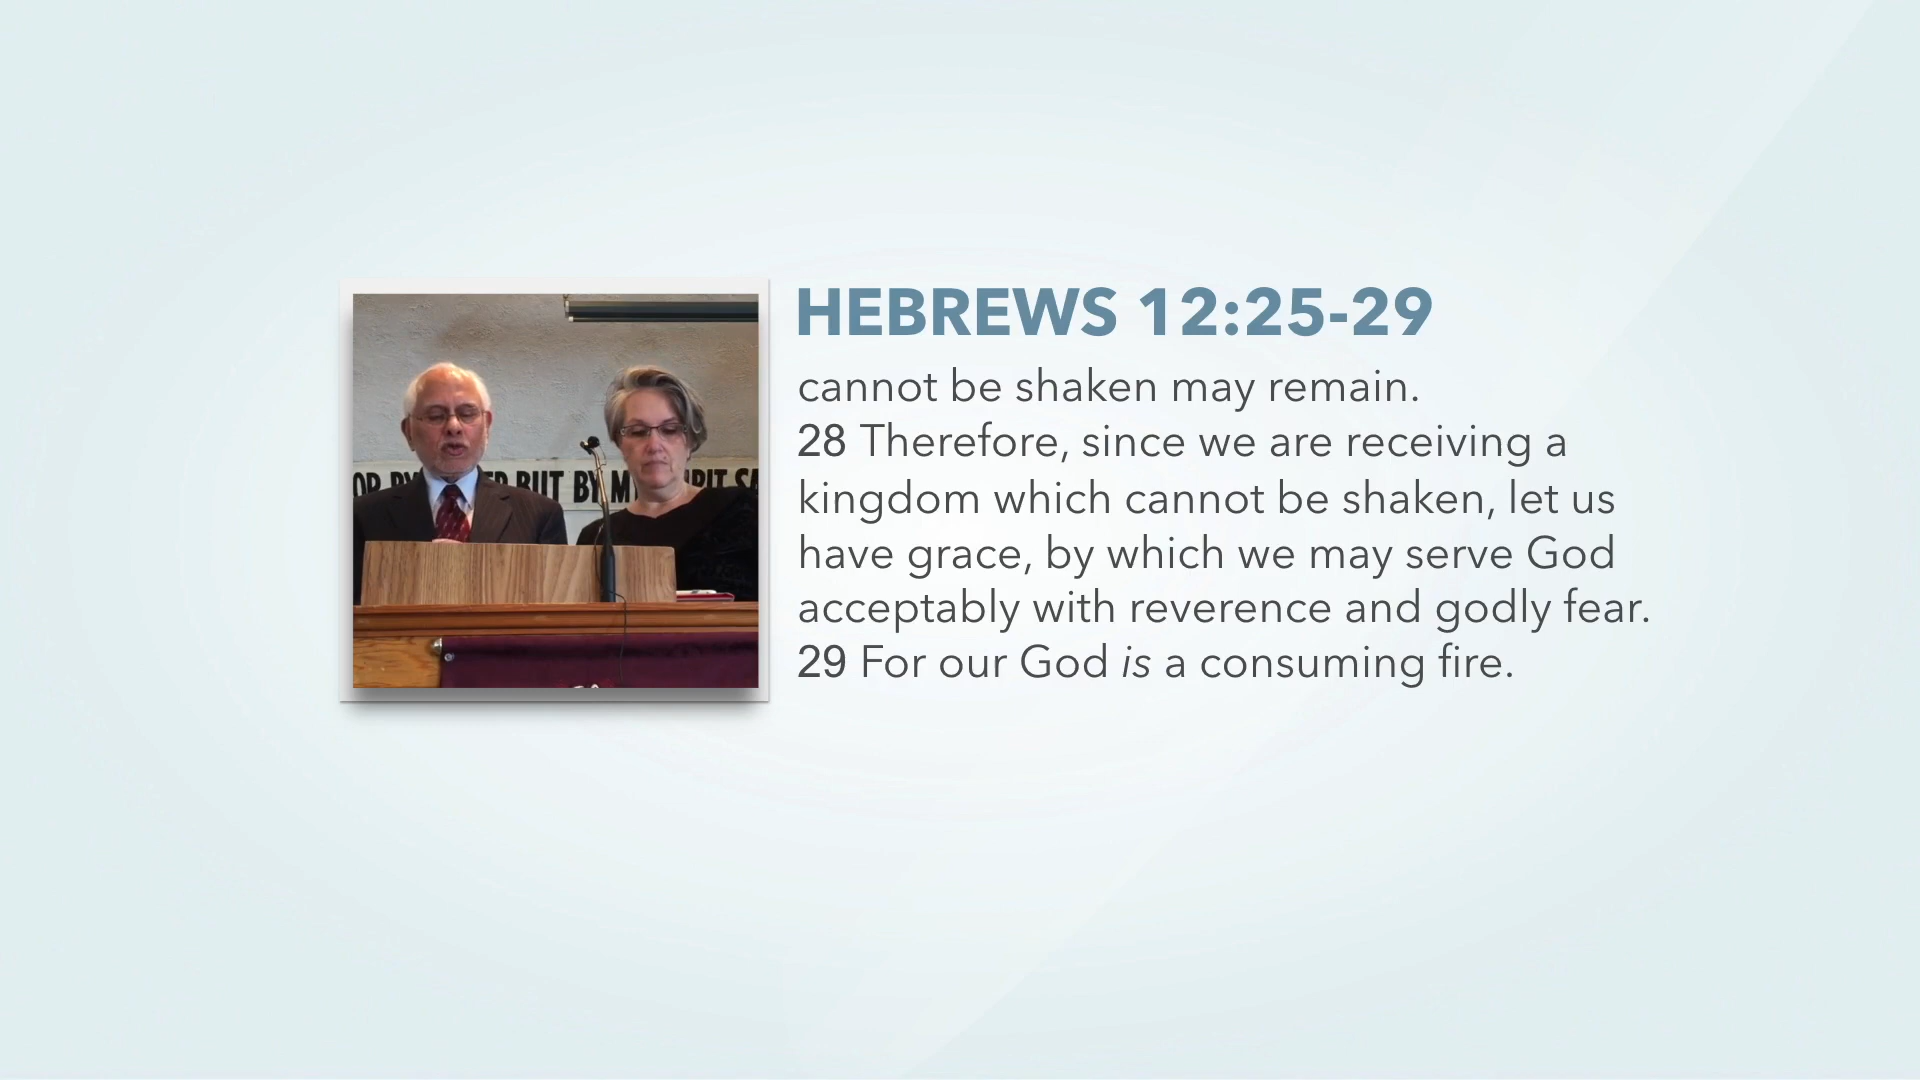 HEBREWS 12:25-29
cannot be shaken may remain.
28 Therefore, since we are receiving a
kingdom which cannot be shaken, let us
have grace, by which we may serve God
acceptably with reverence and godly fear.
29 For our God is a consuming fire.
BUT BY